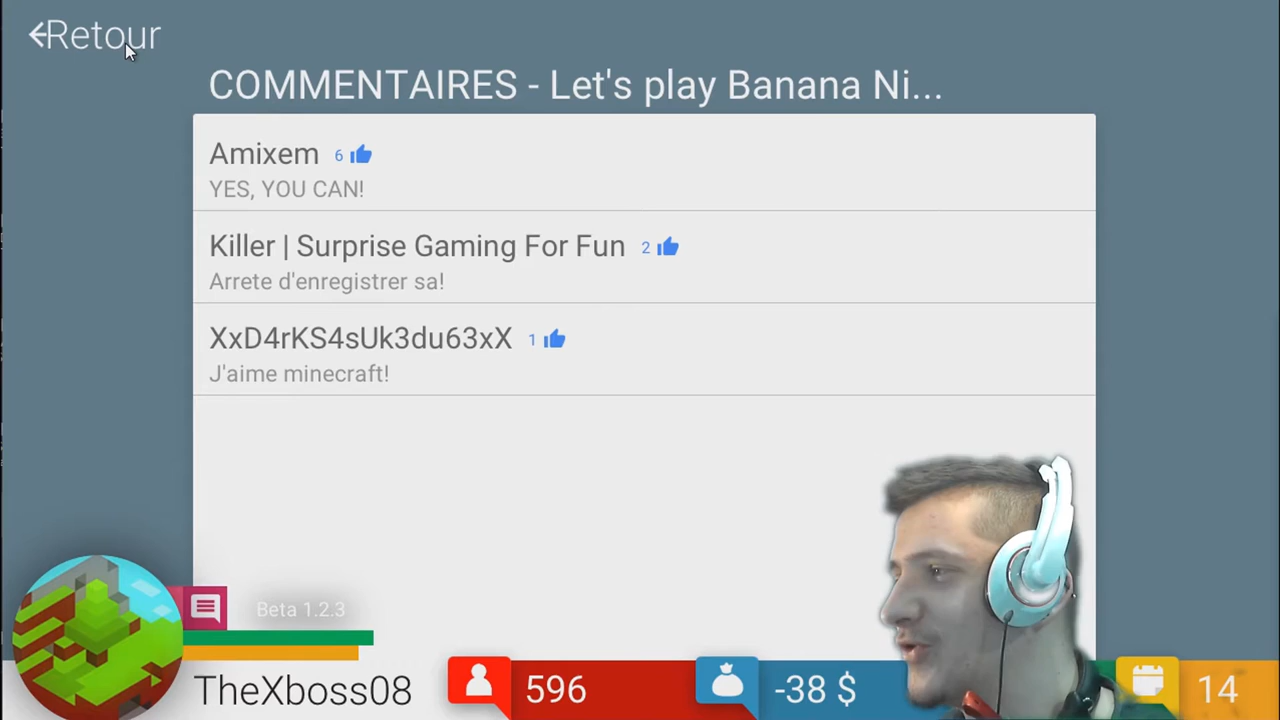 Retour
COMMENTAIRES - Let's play Banana Ni...
Amixem 6
YES, YOU CAN!
Killer | Surprise Gaming For Fun 2
Arrete d'enregistrer sa!
XxD4rKS4sUk3du63xX 1
J'aime minecraft!
Beta 1.2.3
TheXboss08 596 -38 $ 14